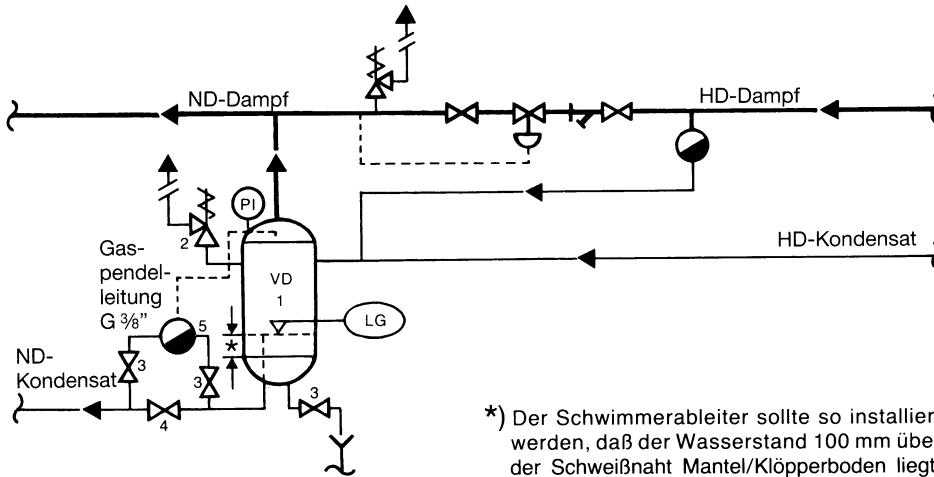 ND-Dampf
HD-Dampf
PI
2
Gas-
pendel-
leitung
G 3/8"
HD-Kondensat
VD
1
LG
5
*
ND-
Kondensat
3
3
3
4
*) Der Schwimmerableiter sollte so installier
werden, daß der Wasserstand 100 mm übe
der Schweißnaht Mantel/Klöpperboden liegt